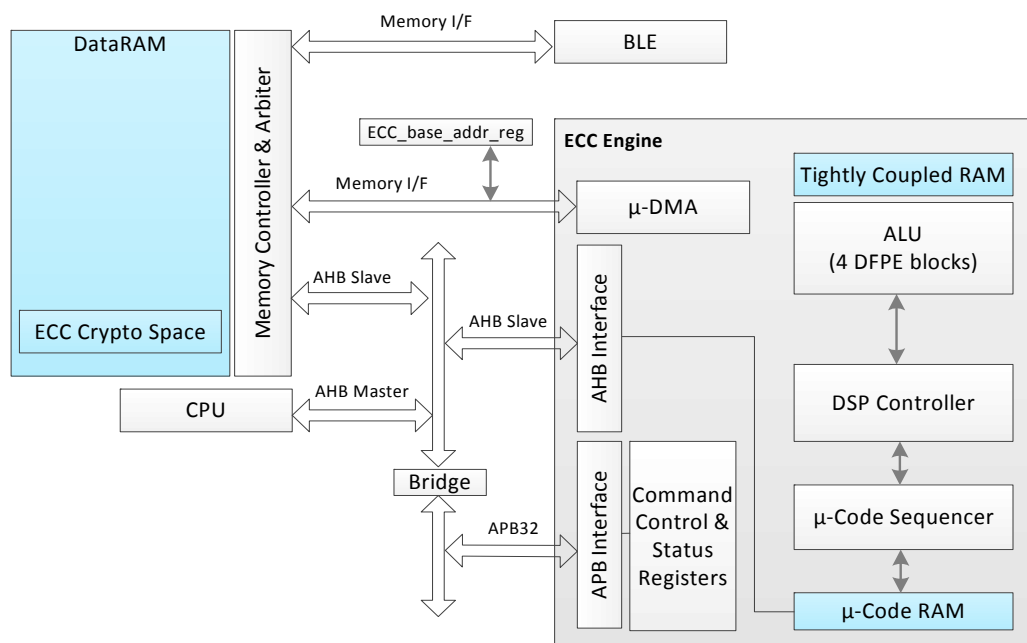 DataRAM
Memory Controller & Arbiter
Memory I/F
BLE
ECC_base_addr_reg
Memory I/F
AHB Slave
ECC Crypto Space
AHB Master
CPU
Bridge
APB32
AHB Slave
ECC Engine
μ-DMA
AHB Interface
APB Interface
Command
Control &
Status
Registers
Tightly Coupled RAM
ALU
(4 DFPE blocks)
DSP Controller
μ-Code Sequencer
μ-Code RAM